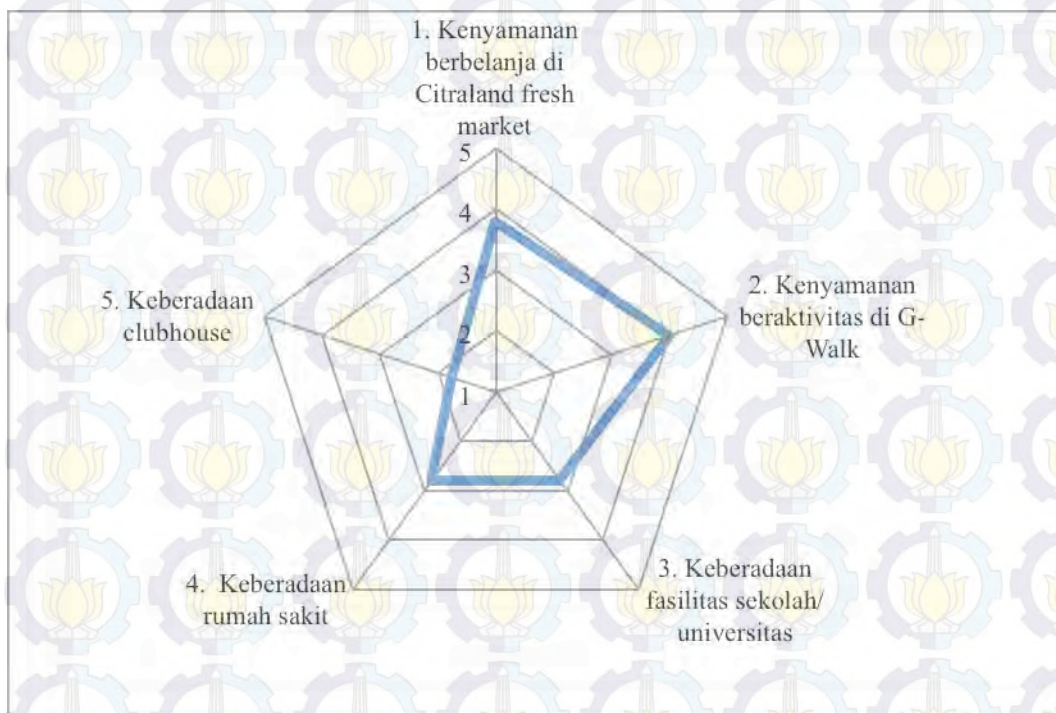 1. Kenyamanan
berbelanja di
Citraland fresh
market
5
4
3
2
1
2. Kenyamanan
beraktivitas di G-
Walk
3. Keberadaan
fasilitas sekolah/
universitas
4. Keberadaan
rumah sakit
5. Keberadaan
clubhouse